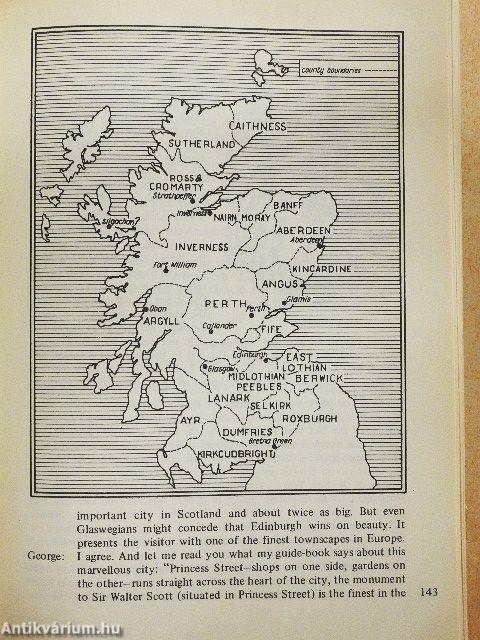 county boundaries
CAITHNESS
SUTHERLAND
ROSS &
CROMARTY
Strathpeffer
Inverness
NAIRN MORAY
BANFF
Sligachan
ABERDEEN
Aberdeen
INVERNESS
Fort William
KINCARDINE
ANGUS
PERTH
Perth
Glamis
Oban
ARGYLL
Callander
FIFE
Edinburgh
Glasgow
EAST
LOTHIAN
MIDLOTHIAN
BERWICK
PEEBLES
LANARK
SELKIRK
AYR
ROXBURGH
DUMFRIES
Gretna Green
KIRKCUDBRIGHT
important city in Scotland and about twice as big. But even
Glaswegians might concede that Edinburgh wins on beauty. It
presents the visitor with one of the finest townscapes in Europe.
George: I agree. And let me read you what my guide-book says about this
marvellous city: "Princess Street—shops on one side, gardens on
the other—runs straight across the heart of the city, the monument
to Sir Walter Scott (situated in Princess Street) is the finest in the 143
Antikvárium.hu